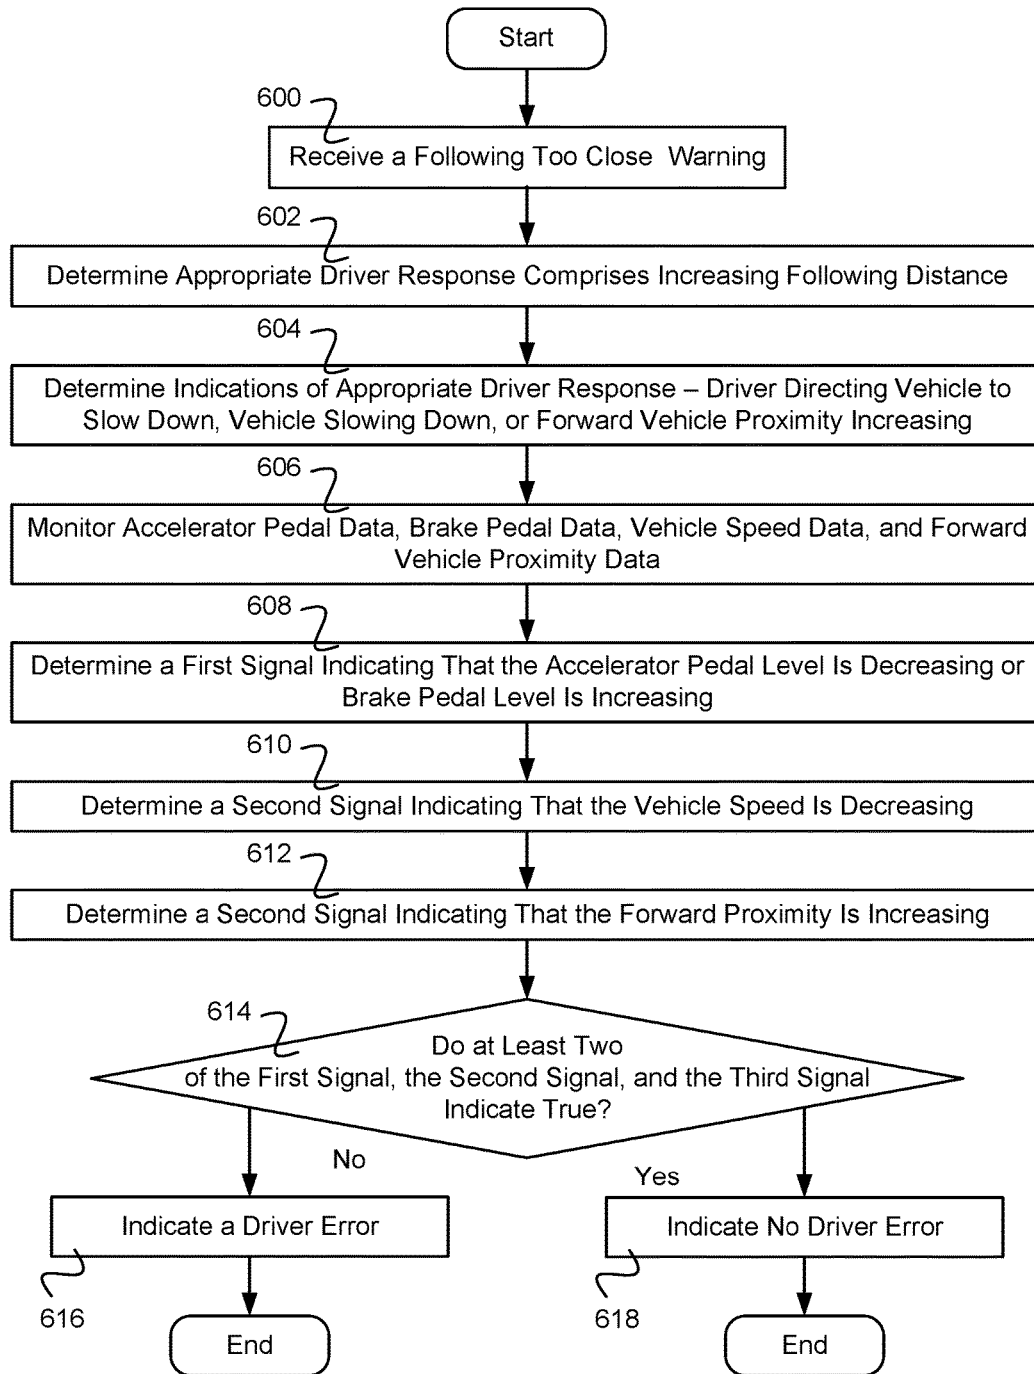 Start
600
Receive a Following Too Close Warning
602
Determine Appropriate Driver Response Comprises Increasing Following Distance
604
Determine Indications of Appropriate Driver Response – Driver Directing Vehicle to
Slow Down, Vehicle Slowing Down, or Forward Vehicle Proximity Increasing
606
Monitor Accelerator Pedal Data, Brake Pedal Data, Vehicle Speed Data, and Forward
Vehicle Proximity Data
608
Determine a First Signal Indicating That the Accelerator Pedal Level Is Decreasing or
Brake Pedal Level Is Increasing
610
Determine a Second Signal Indicating That the Vehicle Speed Is Decreasing
612
Determine a Second Signal Indicating That the Forward Proximity Is Increasing
614
Do at Least Two
of the First Signal, the Second Signal, and the Third Signal
Indicate True?
No
Yes
Indicate a Driver Error
Indicate No Driver Error
616
618
End
End